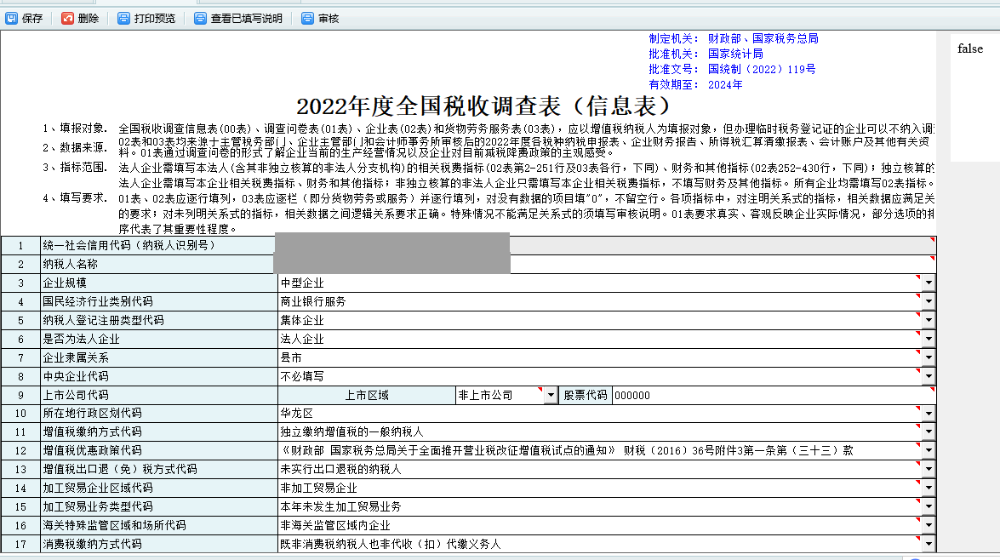 保存 删除 打印预览 查看已填写说明 审核
制定机关: 财政部、国家税务总局
批准机关: 国家统计局
批准文号: 国统制（2022）119号
有效期至: 2024年
false
2022年度全国税收调查表（信息表）
1、填报对象. 全国税收调查信息表(00表)、调查问卷表(01表)、企业表(02表)和货物劳务服务表(03表)，应以增值税纳税人为填报对象，但办理临时税务登记证的企业可以不纳入调
2、数据来源. 02表和03表均来源于主管税务部门、企业主管部门和会计师事务所审核后的2022年度各税种纳税申报表、企业财务报告、所得税汇算清缴报表、会计账户及其他有关资
料。01表通过调查问卷的形式了解企业当前的生产经营情况以及企业对目前减税降费政策的主观感受。
3、指标范围. 法人企业需填写本法人(含其非独立核算的非法人分支机构)的相关税费指标(02表第2-251行及03表各行，下同)、财务和其他指标(02表252-430行，下同)；独立核算的
法人企业需填写本企业相关税费指标、财务和其他指标；非独立核算的非法人企业只需填写本企业相关税费指标，不填写财务及其他指标。所有企业均需填写02表指标。
4、填写要求. 01表、02表应逐行填列，03表应逐栏（即分货物劳务或服务）并逐行填列，对没有数据的项目填"0"，不留空行。各项指标中，对注明关系式的指标，相关数据应满足关
的要求；对未列明关系式的指标，相关数据之间逻辑关系要求正确。特殊情况不能满足关系式的须填写审核说明。01表要求真实、客观反映企业实际情况，部分选项的排
序代表了其重要性程度。
1 统一社会信用代码（纳税人识别号）
2 纳税人名称
3 企业规模 中型企业
4 国民经济行业类别代码 商业银行服务
5 纳税人登记注册类型代码 集体企业
6 是否为法人企业 法人企业
7 企业隶属关系 县市
8 中央企业代码 不必填写
9 上市公司代码 上市区域 非上市公司 股票代码 000000
10 所在地行政区划代码 华龙区
11 增值税缴纳方式代码 独立缴纳增值税的一般纳税人
12 增值税优惠政策代码 《财政部 国家税务总局关于全面推开营业税改征增值税试点的通知》 财税（2016）36号附件3第一条第（三十三）款
13 增值税出口退（免）税方式代码 未实行出口退税的纳税人
14 加工贸易企业区域代码 非加工贸易企业
15 加工贸易业务类型代码 本年未发生加工贸易业务
16 海关特殊监管区域和场所代码 非海关监管区域内企业
17 消费税缴纳方式代码 既非消费税纳税人也非代收（扣）代缴义务人